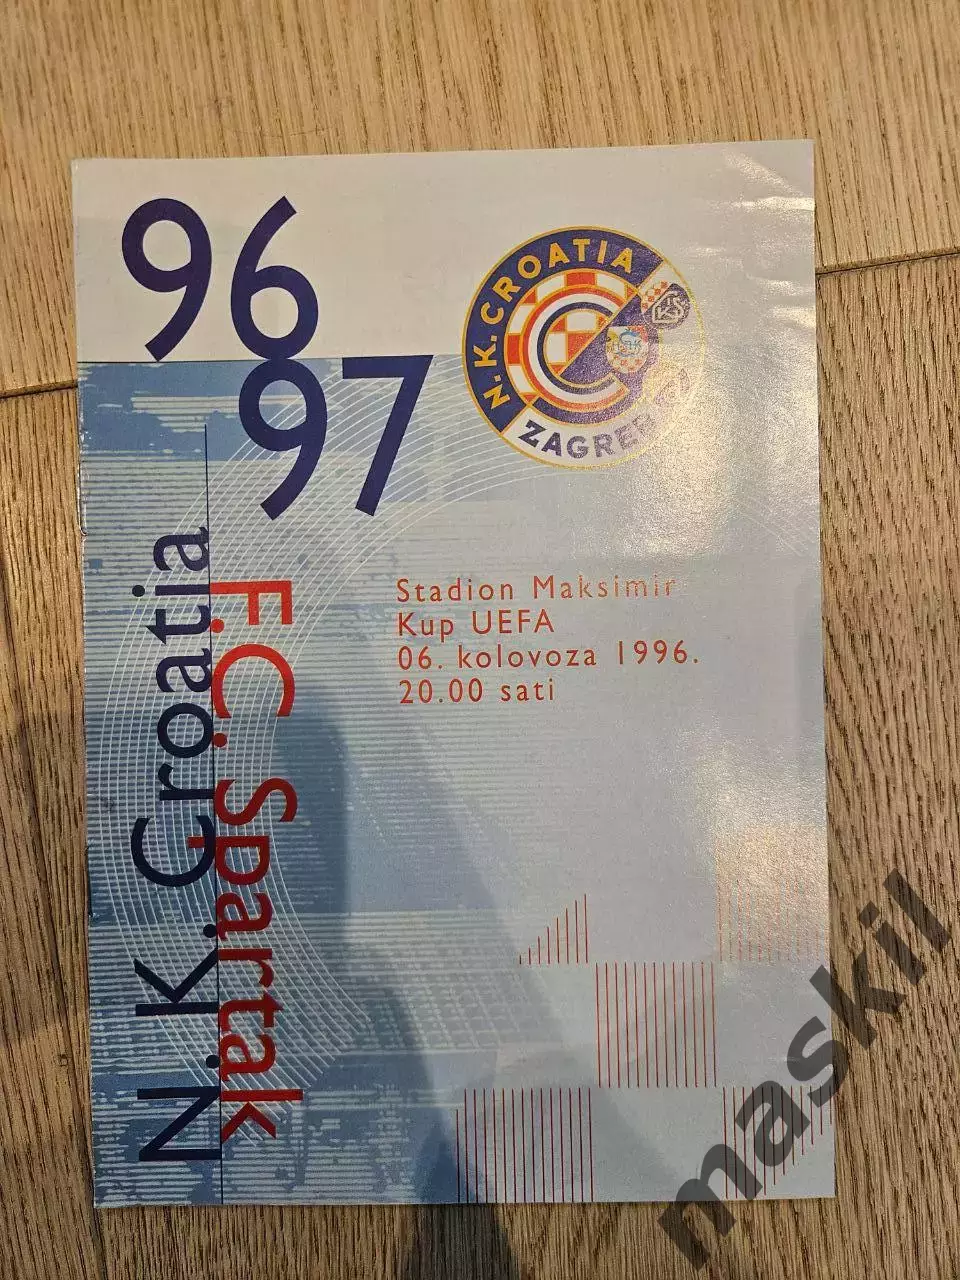 96
97
N.K. CROATIA
ZAGREB
N.K. Croatia
F.C. Spartak
Stadion Maksimir
Kup UEFA
06. kolovoza 1996.
20.00 sati
maskil